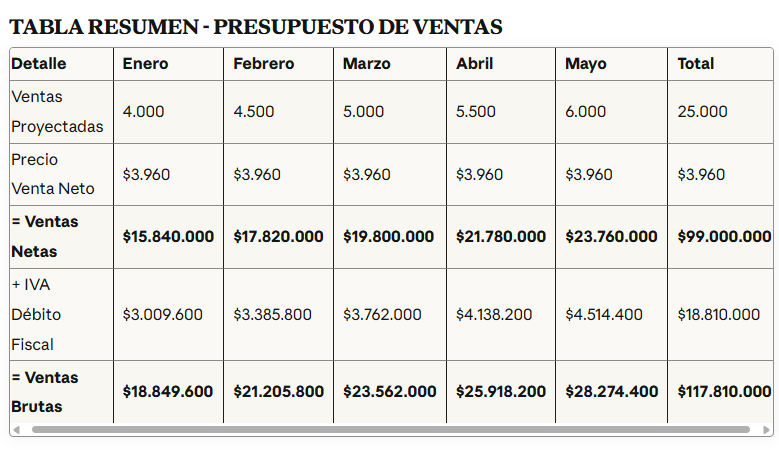 TABLA RESUMEN - PRESUPUESTO DE VENTAS
Detalle Enero Febrero Marzo Abril Mayo Total
Ventas
Proyectadas 4.000 4.500 5.000 5.500 6.000 25.000
Precio
Venta Neto $3.960 $3.960 $3.960 $3.960 $3.960 $3.960
= Ventas
Netas $15.840.000 $17.820.000 $19.800.000 $21.780.000 $23.760.000 $99.000.000
+ IVA
Débito $3.009.600 $3.385.800 $3.762.000 $4.138.200 $4.514.400 $18.810.000
Fiscal
= Ventas
Brutas $18.849.600 $21.205.800 $23.562.000 $25.918.200 $28.274.400 $117.810.000